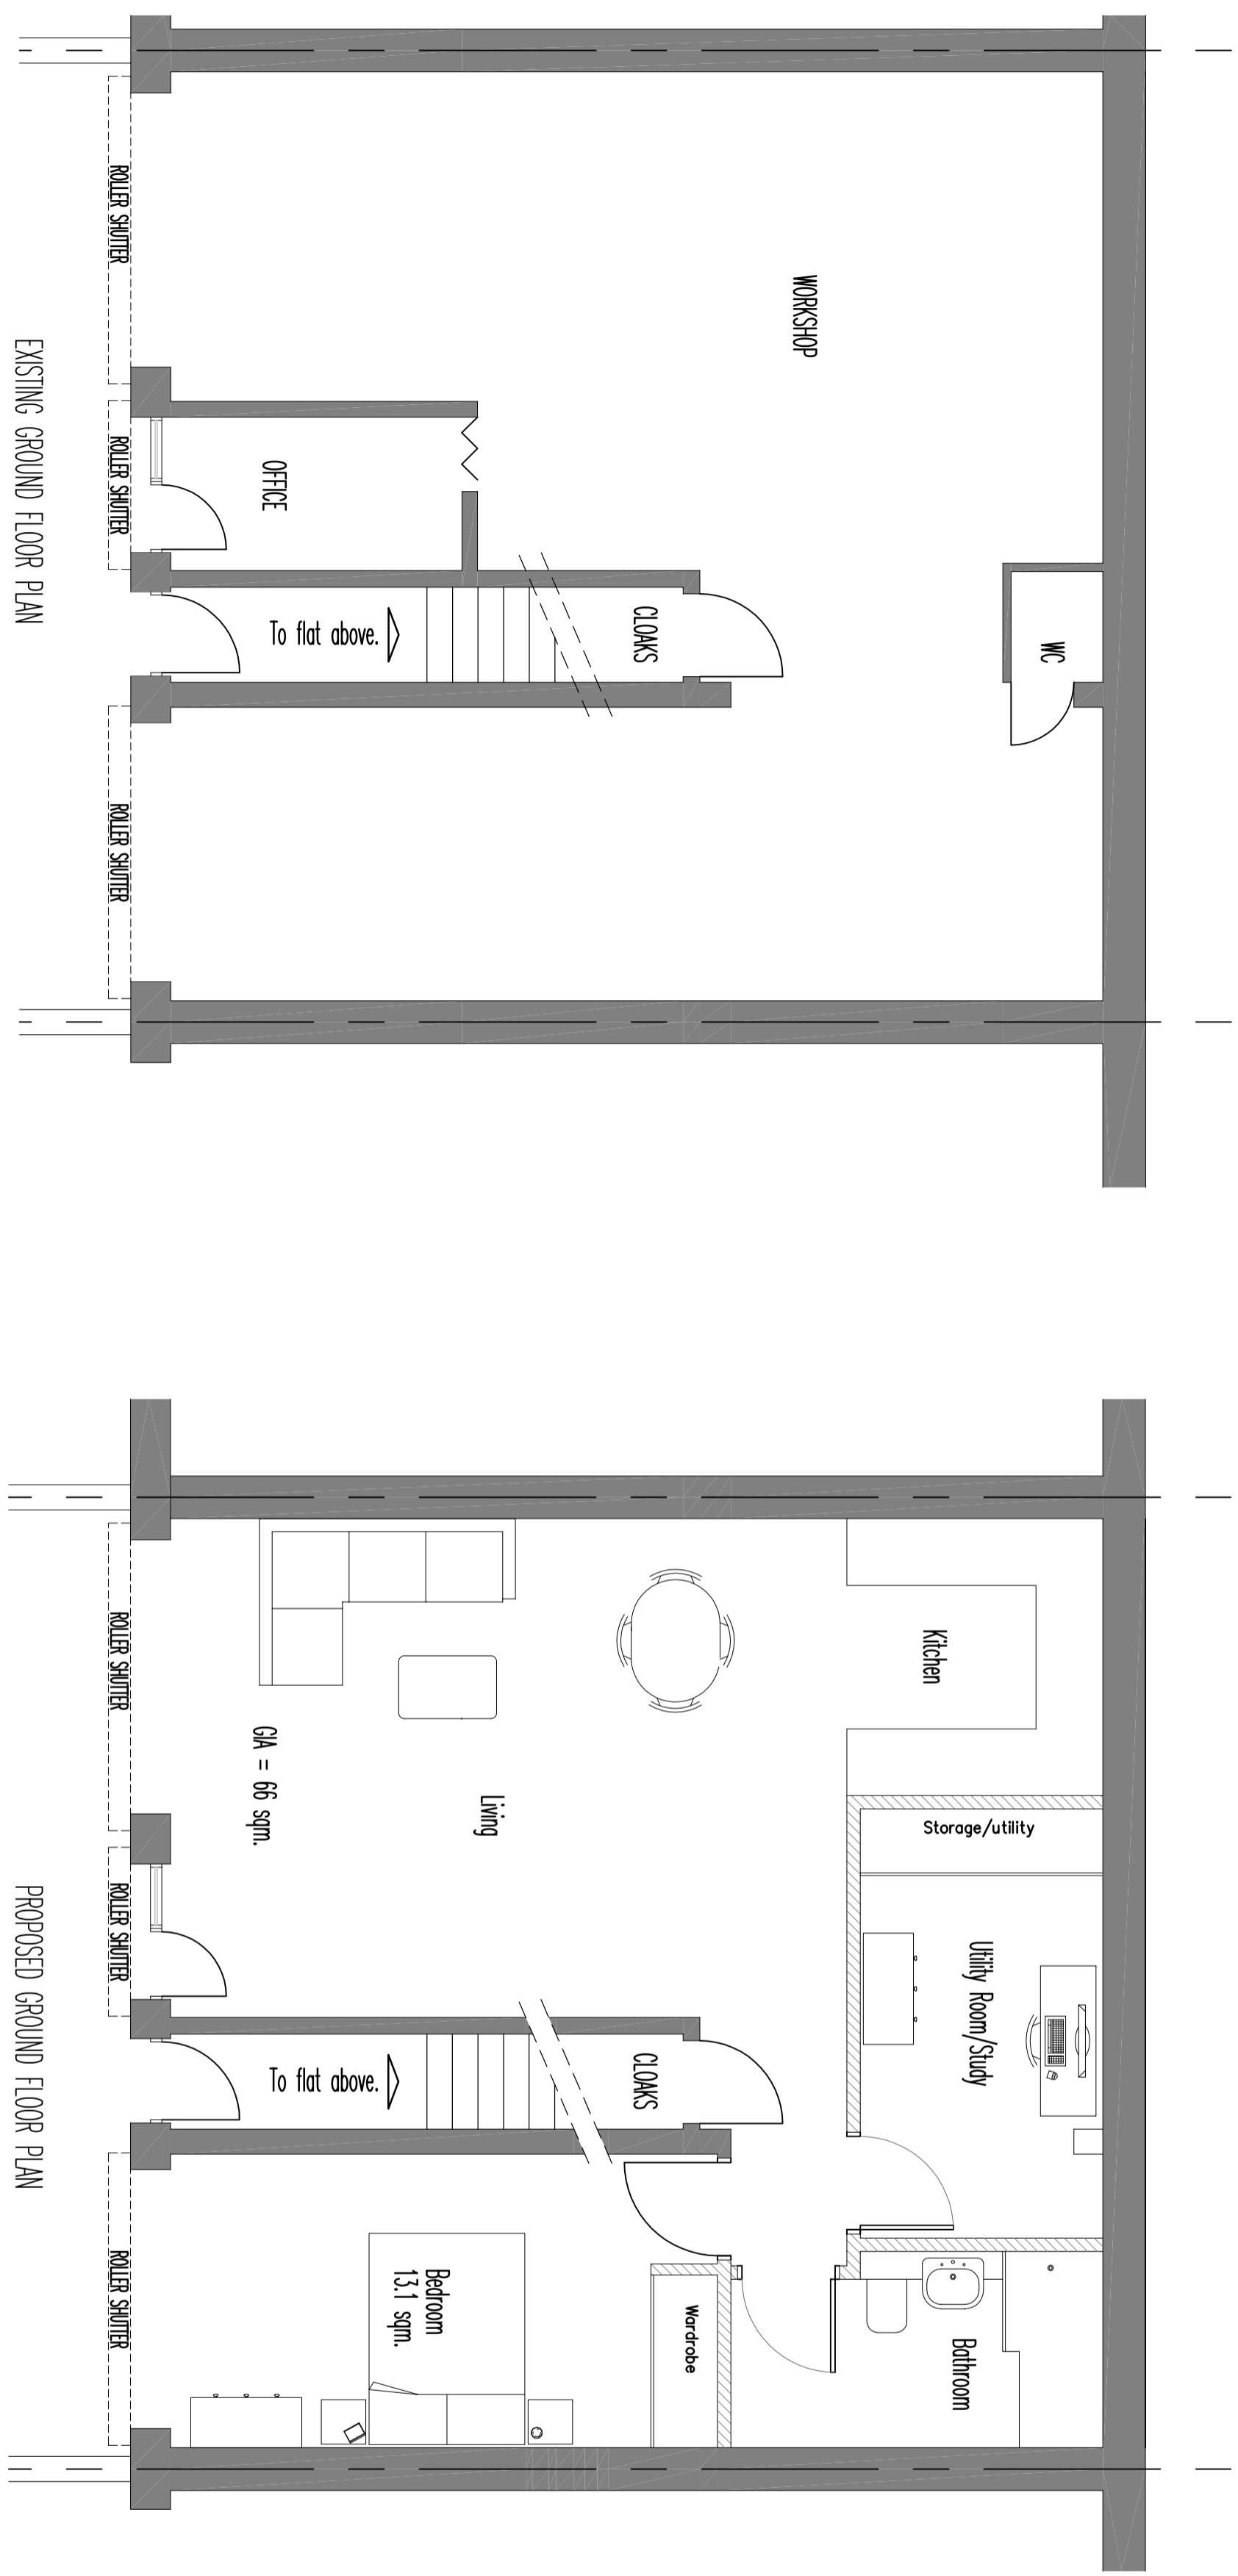 WORKSHOP
WC
CLOAKS
OFFICE
To flat above.
ROLLER SHUTTER
ROLLER SHUTTER
ROLLER SHUTTER
EXISTING GROUND FLOOR PLAN
Kitchen
Storage/utility
Utility Room/Study
Bathroom
Wardrobe
CLOAKS
Living
Bedroom
13.1 sqm.
To flat above.
GIA = 66 sqm.
ROLLER SHUTTER
ROLLER SHUTTER
ROLLER SHUTTER
PROPOSED GROUND FLOOR PLAN